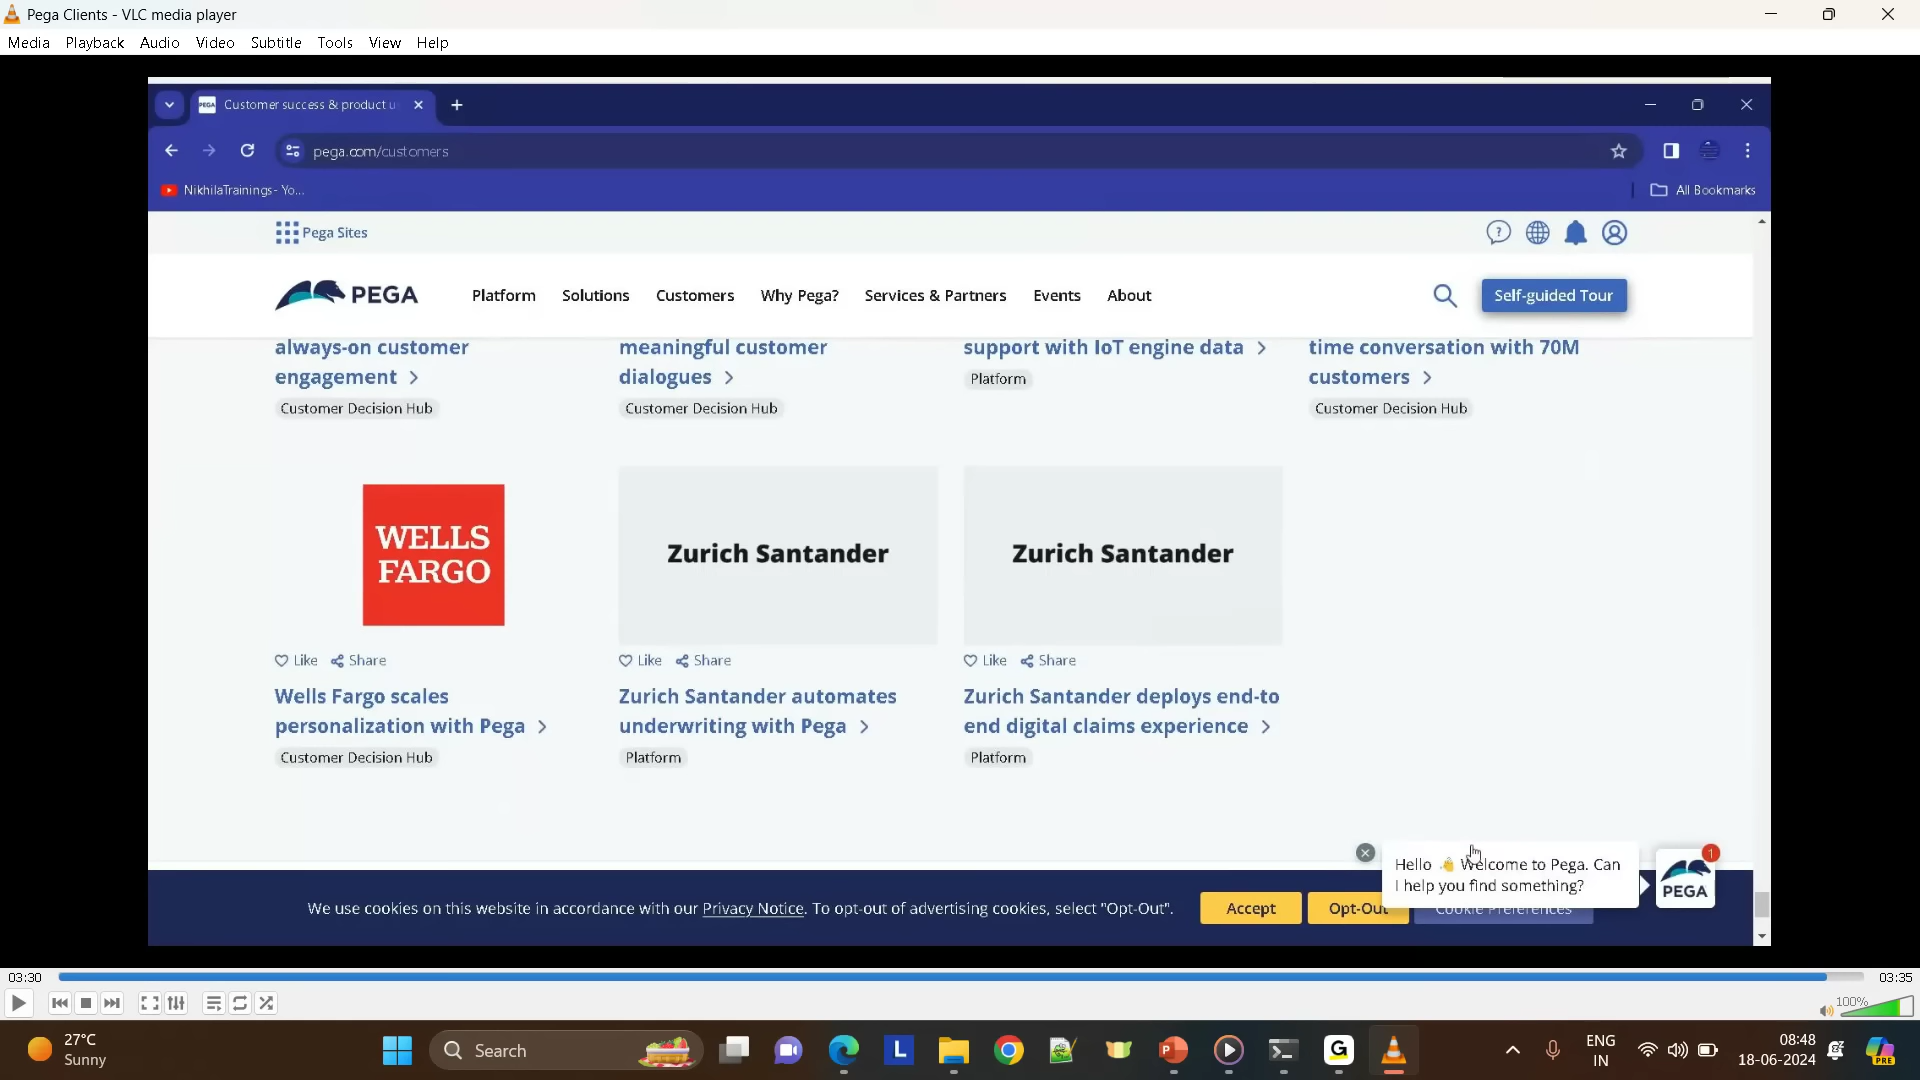 Pega Clients - VLC media player
Media Playback Audio Video Subtitle Tools View Help
PEGA Customer success & product u
pega.com/customers
NikhilaTrainings - Yo...
All Bookmarks
Pega Sites
PEGA
Platform Solutions Customers Why Pega? Services & Partners Events About
Self-guided Tour
always-on customer
engagement
Customer Decision Hub
meaningful customer
dialogues
Customer Decision Hub
support with IoT engine data
Platform
time conversation with 70M
customers
Customer Decision Hub
WELLS
FARGO
Like Share
Wells Fargo scales
personalization with Pega
Customer Decision Hub
Zurich Santander
Like Share
Zurich Santander automates
underwriting with Pega
Platform
Zurich Santander
Like Share
Zurich Santander deploys end-to
end digital claims experience
Platform
Hello 👋 Welcome to Pega. Can
I help you find something?
1
PEGA
We use cookies on this website in accordance with our Privacy Notice. To opt-out of advertising cookies, select "Opt-Out".
Accept
Opt-Out
Cookie Preferences
03:30
03:35
100%
27°C
Sunny
Search
L
G
ENG
IN
08:48
18-06-2024
PRE